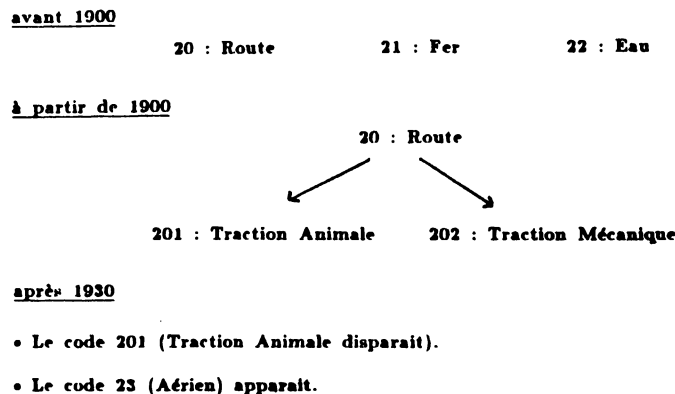 avant 1900
20 : Route 21 : Fer 22 : Eau
à partir de 1900
20 : Route
201 : Traction Animale 202 : Traction Mécanique
après 1930
• Le code 201 (Traction Animale disparait).
• Le code 23 (Aérien) apparait.